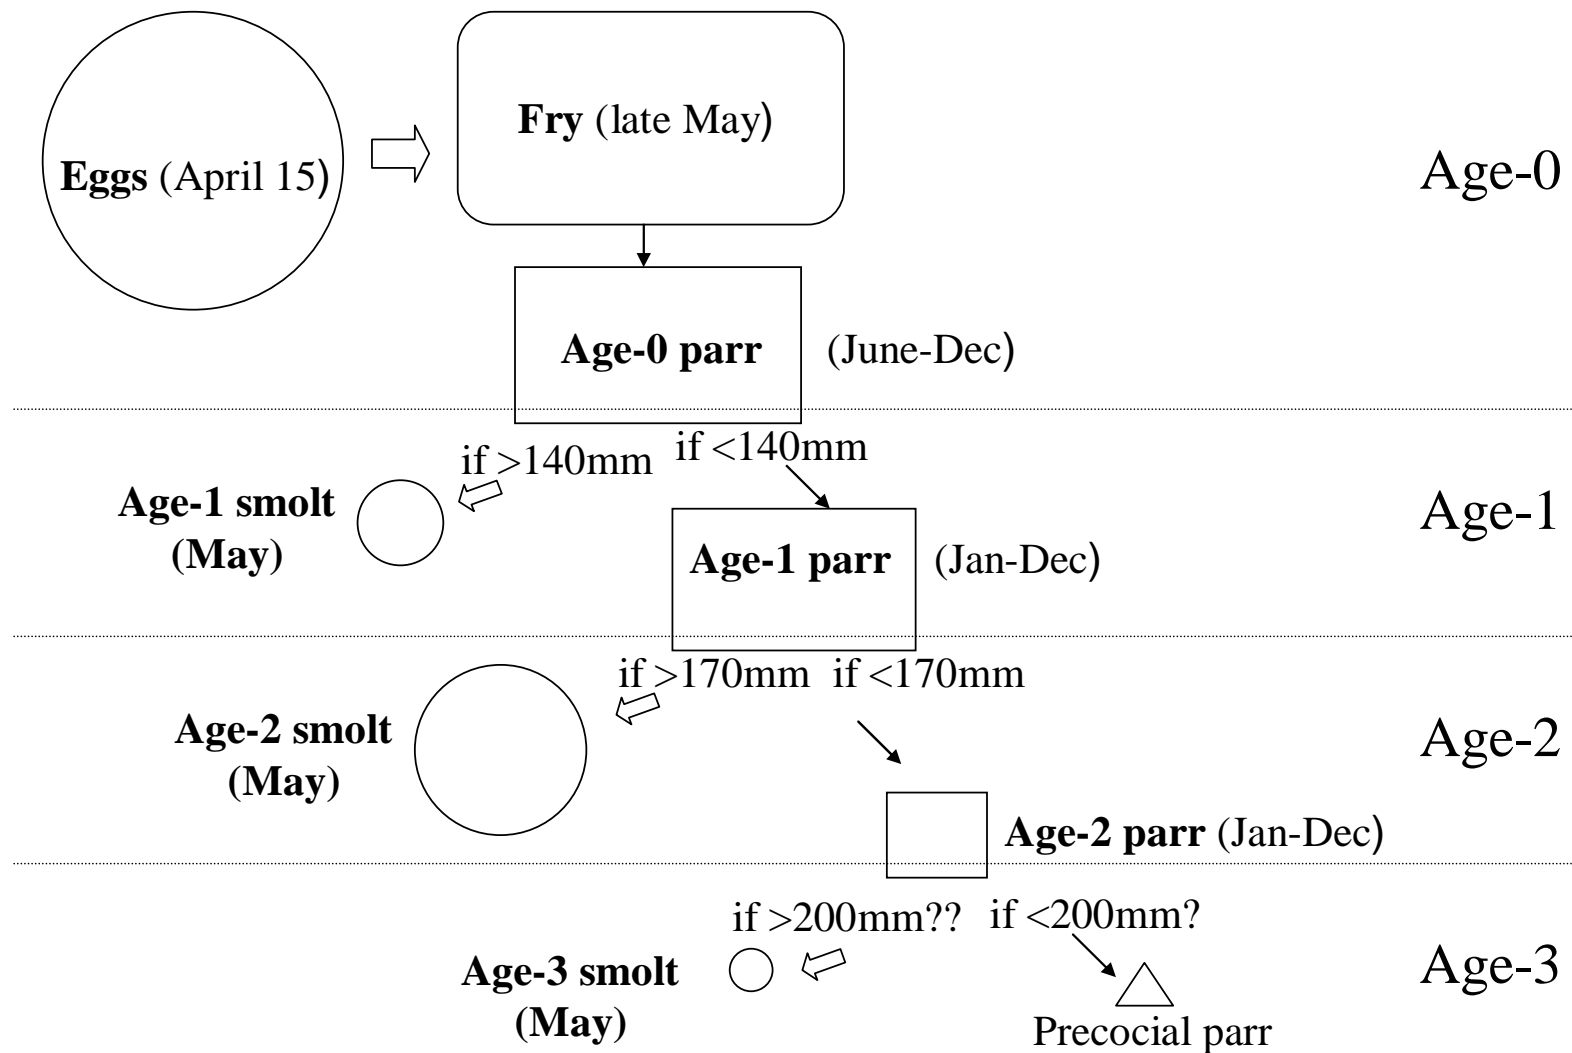 Fry (late May)
Eggs (April 15)
Age-0
Age-0 parr (June-Dec)
if >140mm if <140mm
Age-1 smolt
(May)
Age-1
Age-1 parr (Jan-Dec)
if >170mm if <170mm
Age-2 smolt
(May)
Age-2
Age-2 parr (Jan-Dec)
if >200mm?? if <200mm?
Age-3 smolt
(May)
Age-3
Precocial parr